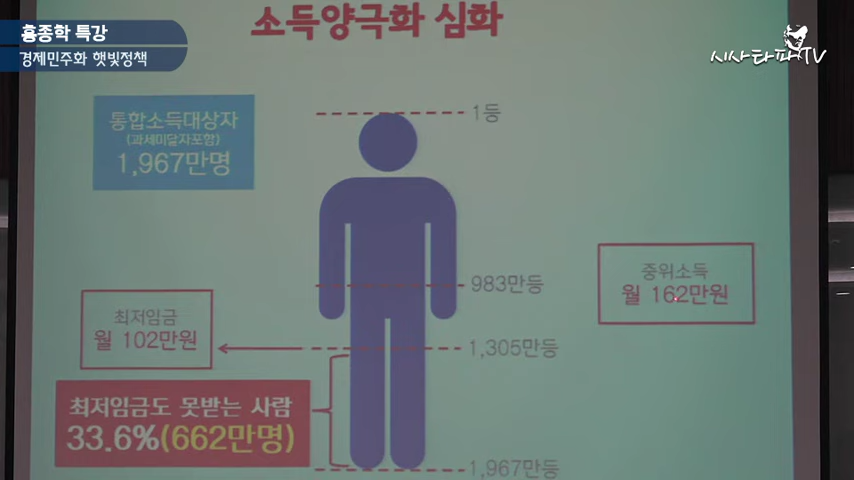 홍종학 특강
경제민주화 햇빛정책
시사타파TV
소득양극화 심화
통합소득대상자
(과세미달자포함)
1,967만명
1등
983만등
중위소득
월 162만원
최저임금
월 102만원
1,305만등
최저임금도 못받는 사람
33.6%(662만명)
1,967만등